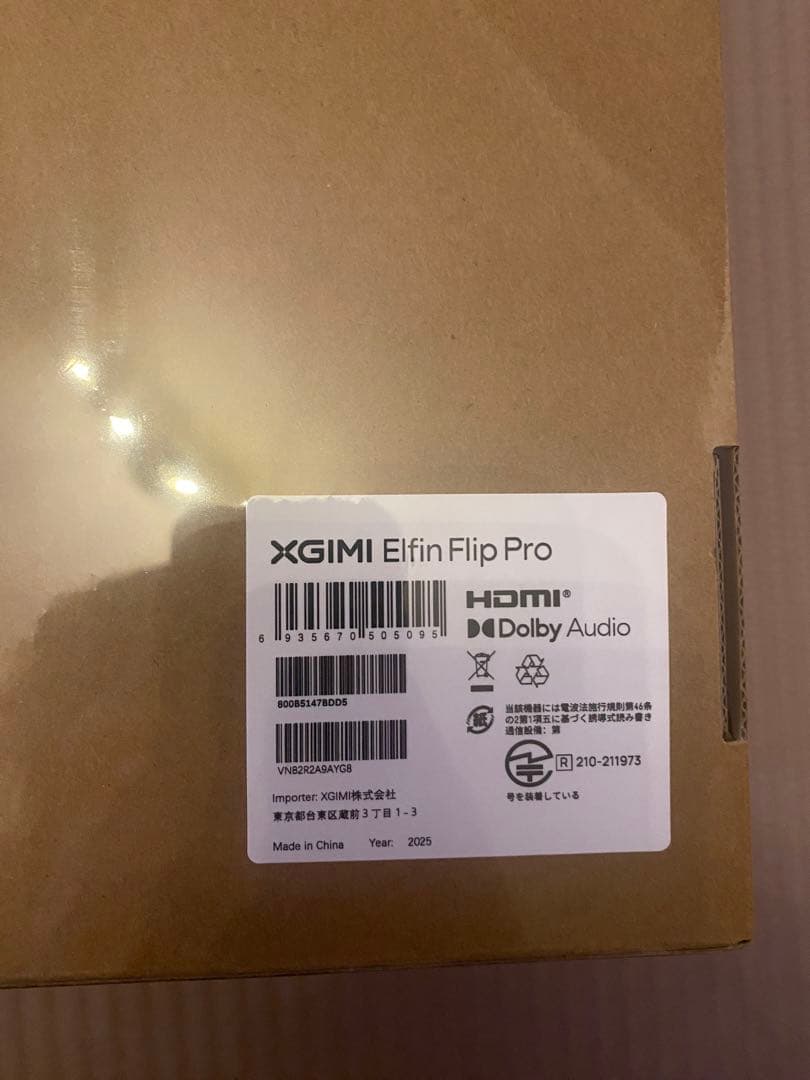 XGIMI Elfin Flip Pro
6 935670 505095
HDMI®
Dolby Audio
800B5147BDD5
VNB2R2A9AYG8
紙
当該機器には電波法施行規則第46条
の2第1項五に基づく誘導式読み書き
通信設備：第
R 210-211973
号を装着している
Importer: XGIMI株式会社
東京都台東区蔵前3丁目1-3
Made in China Year: 2025